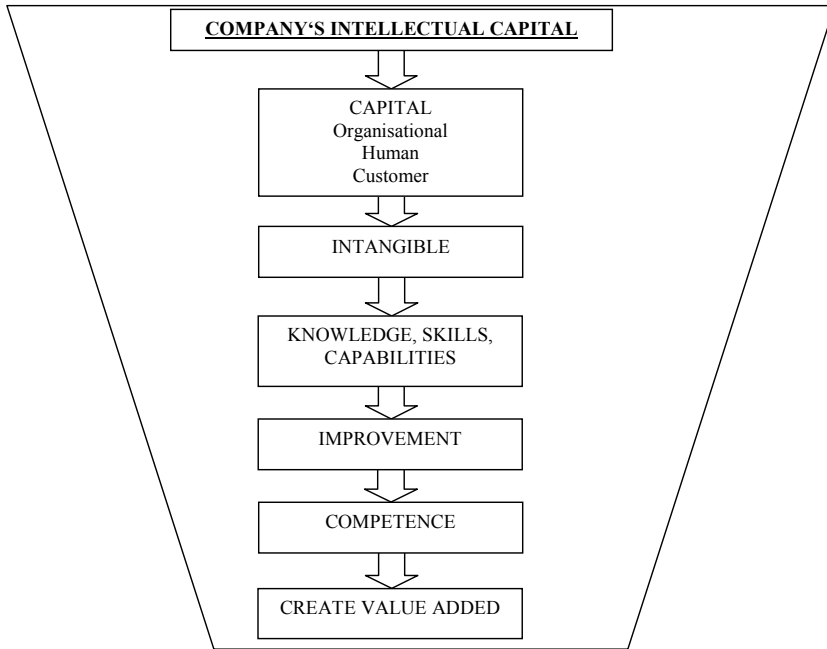 COMPANY‘S INTELLECTUAL CAPITAL
CAPITAL
Organisational
Human
Customer
INTANGIBLE
KNOWLEDGE, SKILLS,
CAPABILITIES
IMPROVEMENT
COMPETENCE
CREATE VALUE ADDED